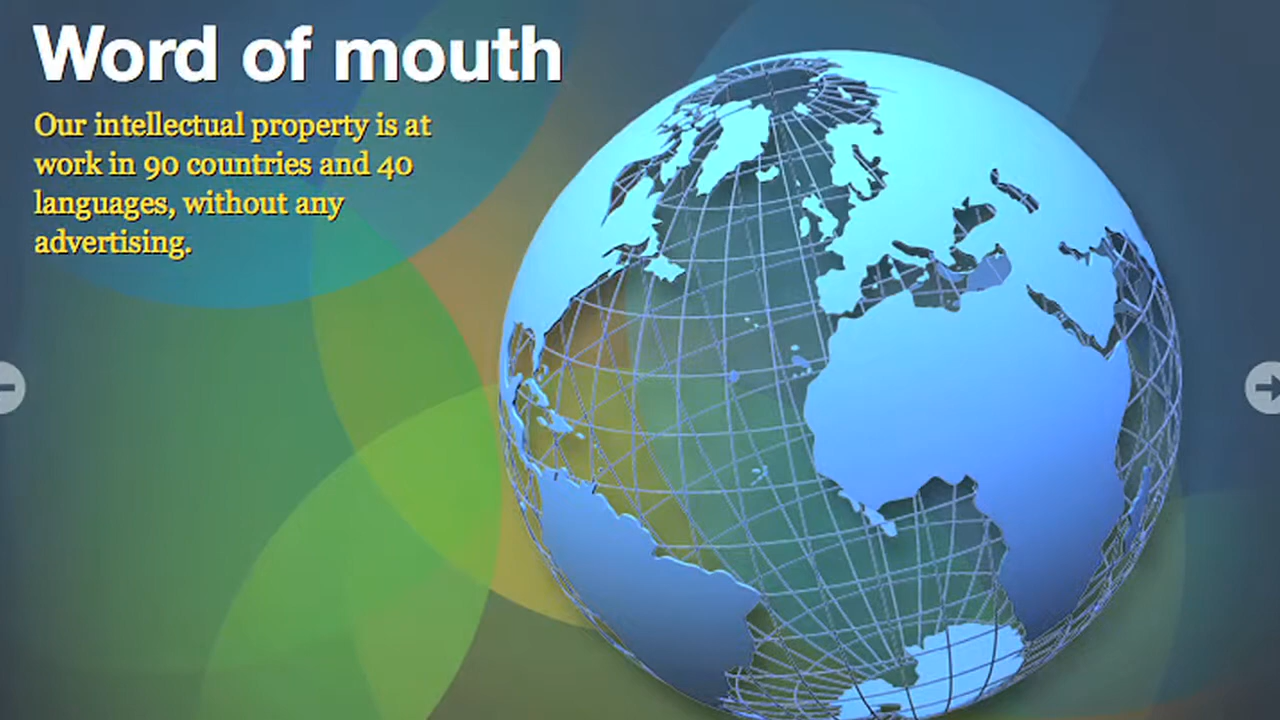 Word of mouth
Our intellectual property is at
work in 90 countries and 40
languages, without any
advertising.